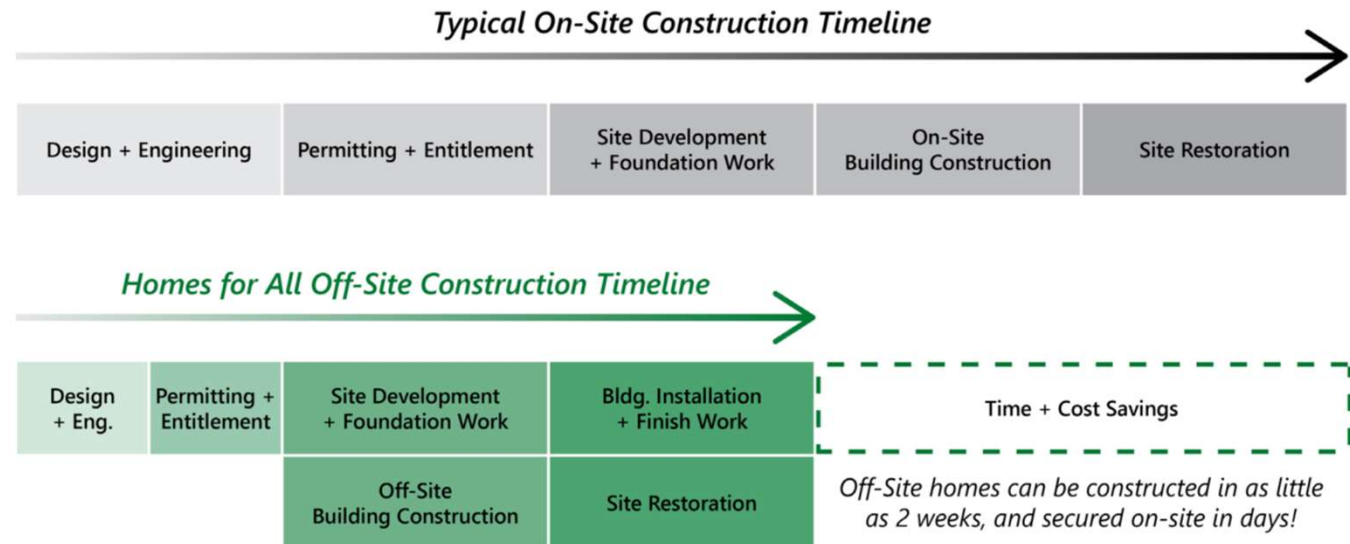 Typical On-Site Construction Timeline
Design + Engineering
Permitting + Entitlement
Site Development
+ Foundation Work
On-Site
Building Construction
Site Restoration
Homes for All Off-Site Construction Timeline
Design
+ Eng.
Permitting +
Entitlement
Site Development
+ Foundation Work
Bldg. Installation
+ Finish Work
Time + Cost Savings
Off-Site
Building Construction
Site Restoration
Off-Site homes can be constructed in as little
as 2 weeks, and secured on-site in days!